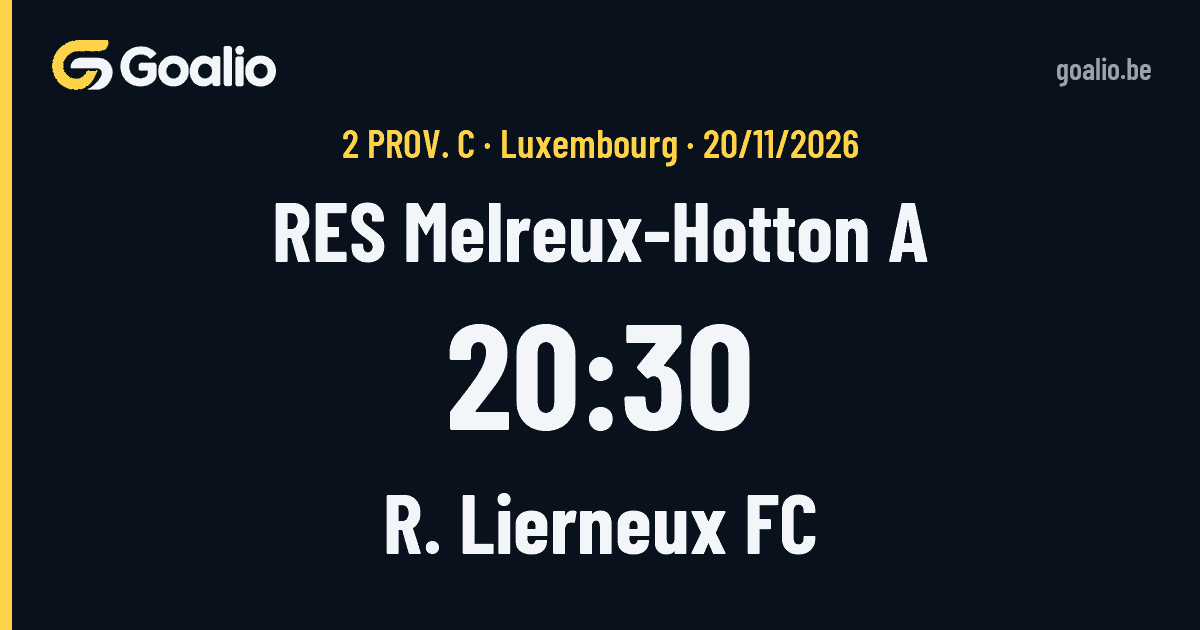 Goalio
goalio.be
2 PROV. C · Luxembourg · 20/11/2026
RES Melreux-Hotton A
20:30
R. Lierneux FC